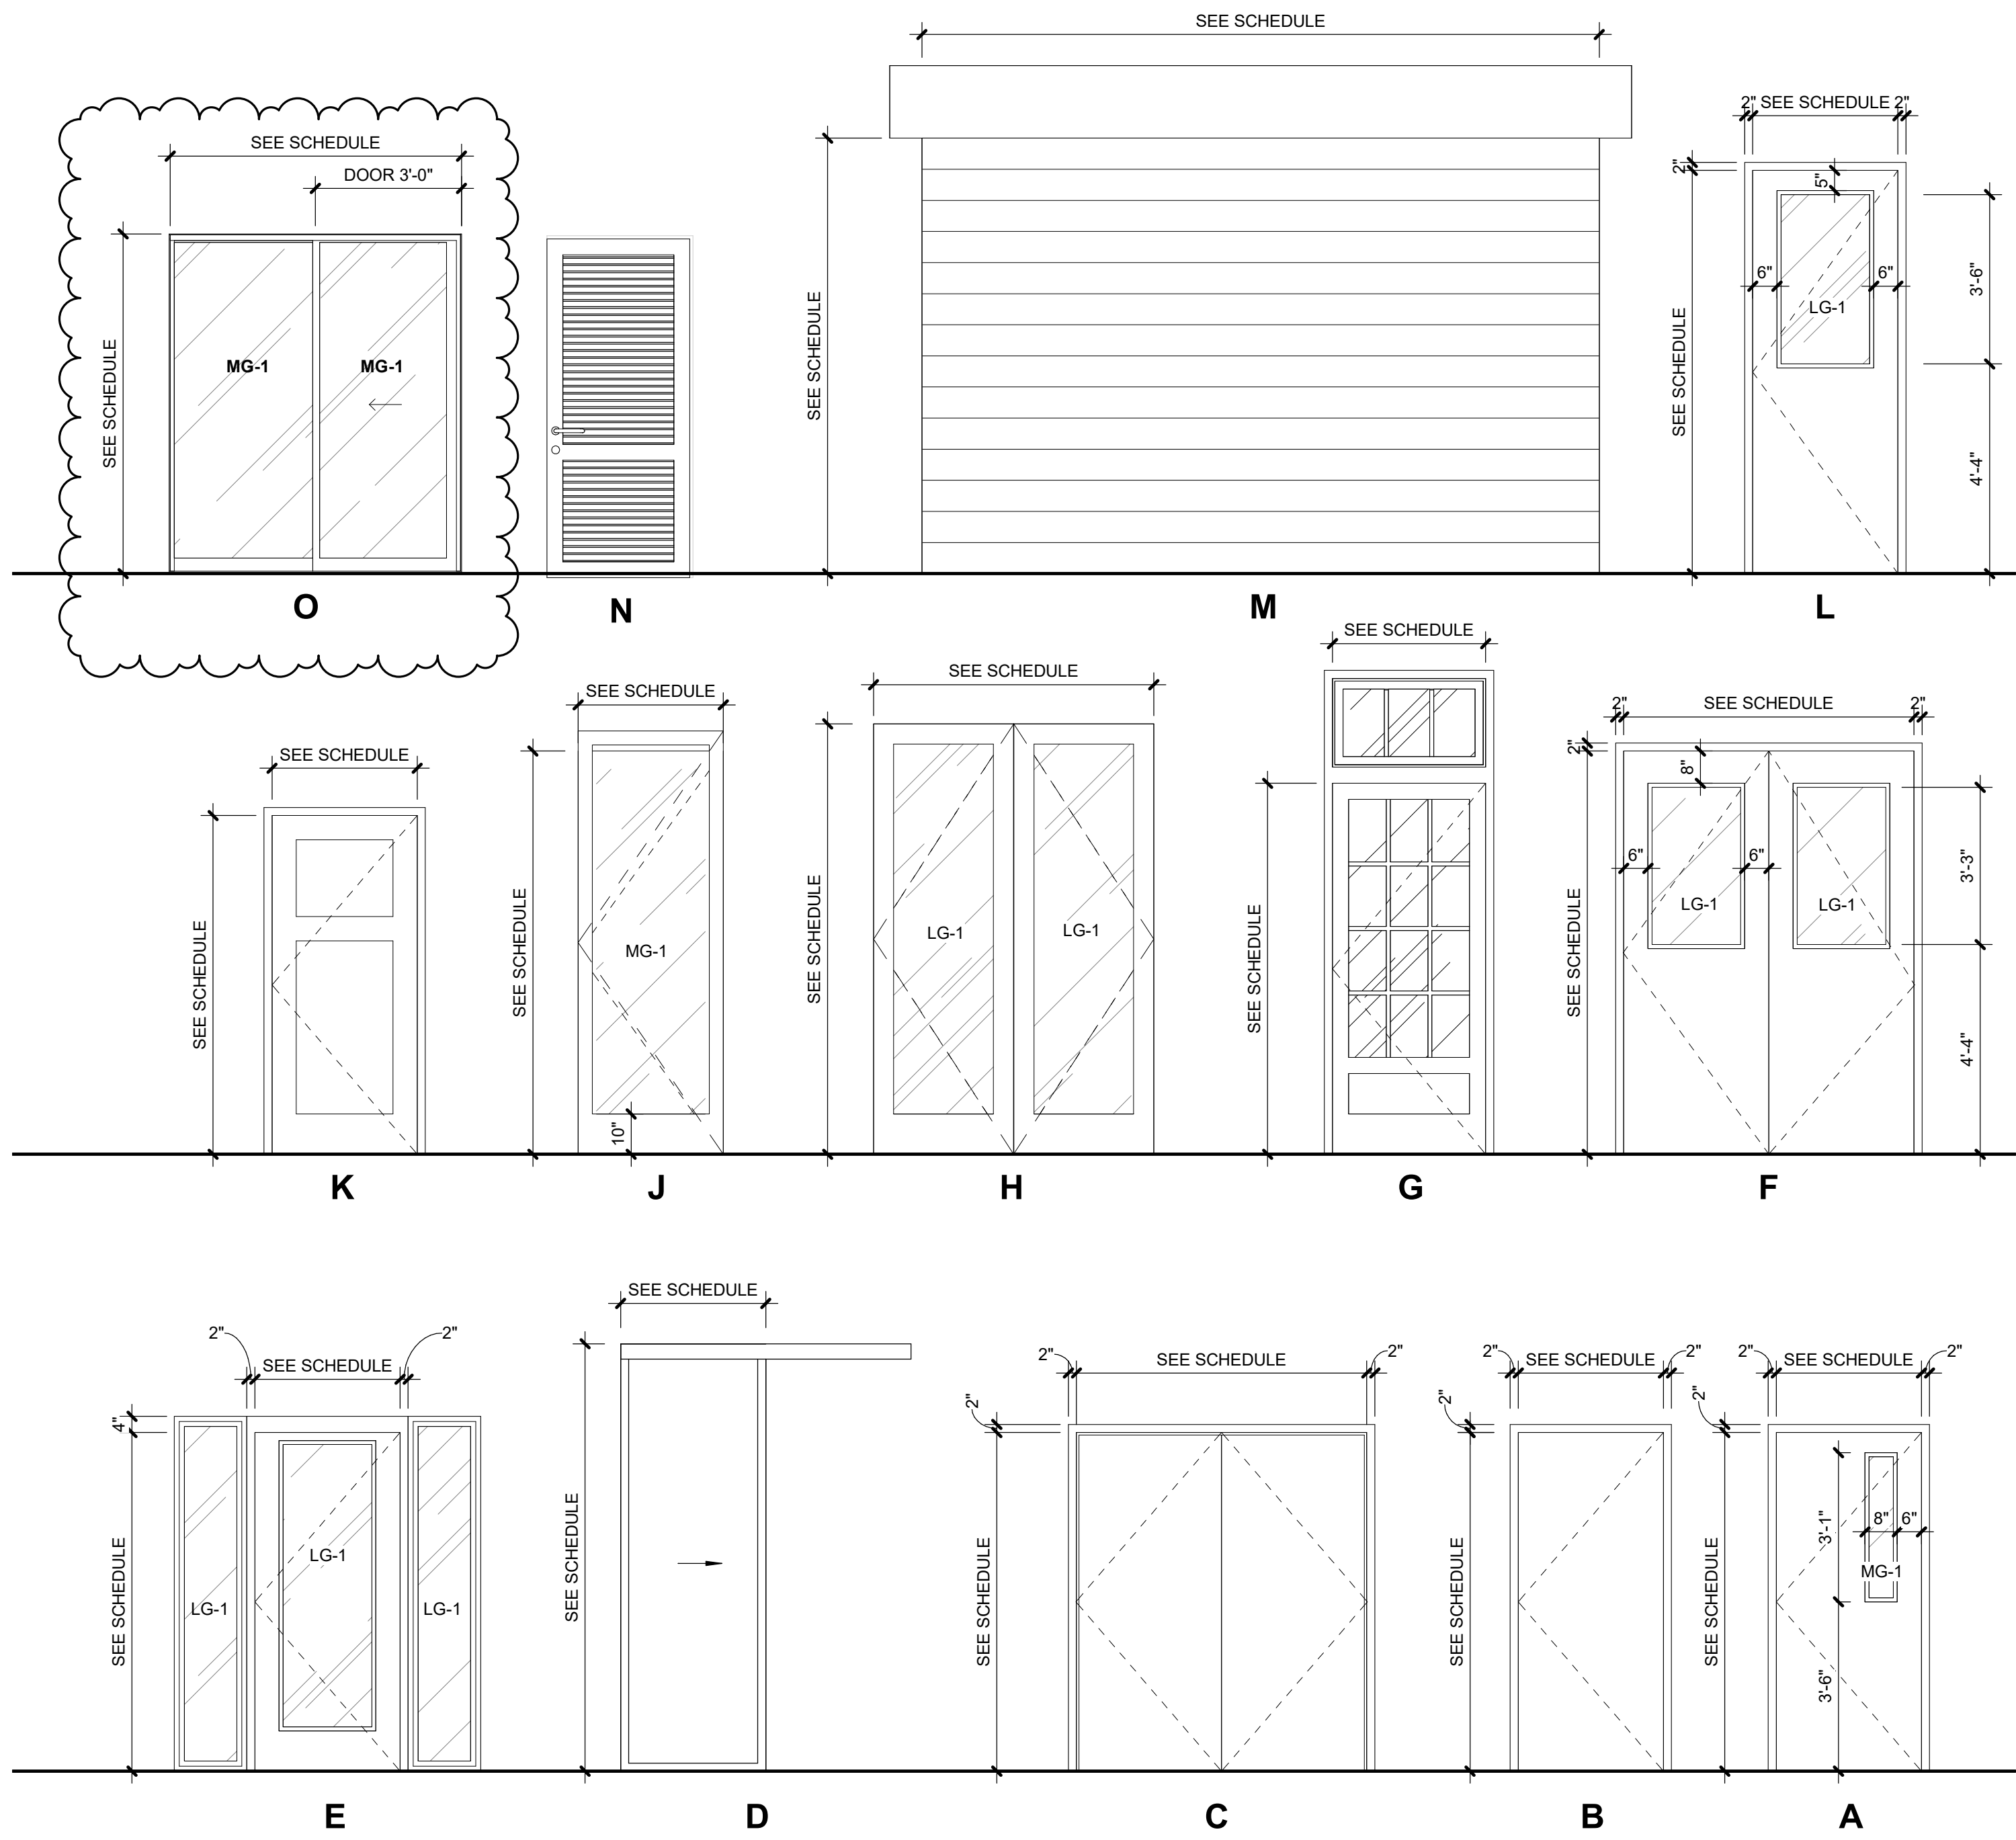 SEE SCHEDULE
DOOR 3'-0"
SEE SCHEDULE
MG-1
MG-1
O
N
SEE SCHEDULE
SEE SCHEDULE
M
2" SEE SCHEDULE 2"
2"
5"
6"
6"
LG-1
3'-6"
4'-4"
SEE SCHEDULE
L
SEE SCHEDULE
SEE SCHEDULE
K
SEE SCHEDULE
SEE SCHEDULE
MG-1
10"
J
SEE SCHEDULE
SEE SCHEDULE
LG-1
LG-1
H
SEE SCHEDULE
SEE SCHEDULE
G
2"
SEE SCHEDULE
2"
2"
8"
6"
6"
LG-1
LG-1
3'-3"
4'-4"
SEE SCHEDULE
F
2"
SEE SCHEDULE
2"
4"
SEE SCHEDULE
LG-1
LG-1
LG-1
E
SEE SCHEDULE
SEE SCHEDULE
D
2"
SEE SCHEDULE
2"
2"
SEE SCHEDULE
C
2"
SEE SCHEDULE
2"
2"
SEE SCHEDULE
B
2"
SEE SCHEDULE
2"
2"
SEE SCHEDULE
3'-1"
8"
6"
MG-1
3'-6"
A